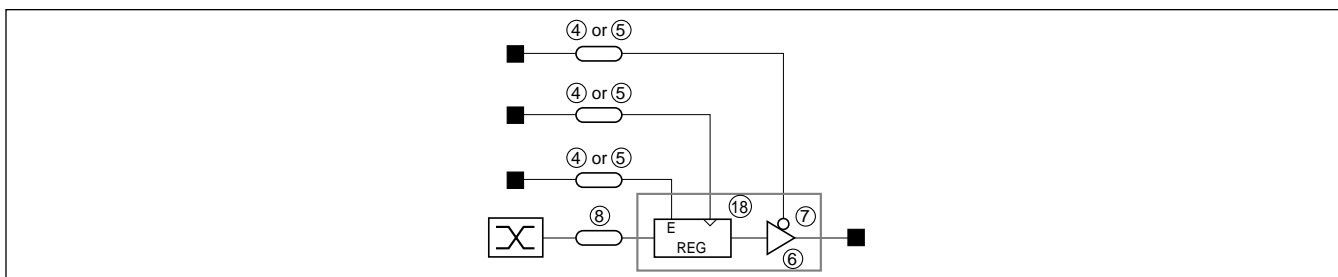 ④ or ⑤
④ or ⑤
④ or ⑤
⑧
E
REG
⑱
⑦
⑥